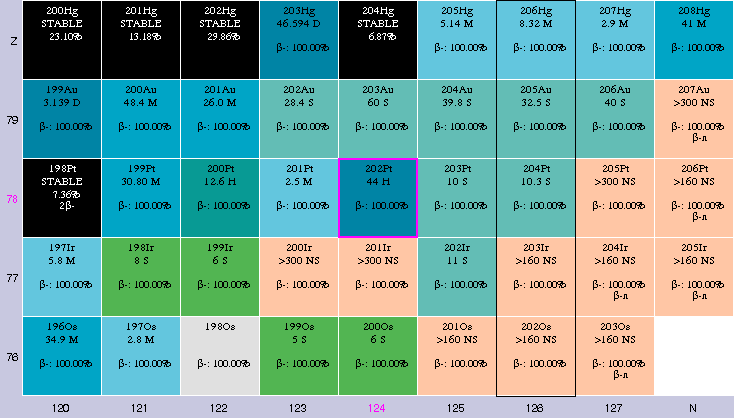 Z
200Hg
STABLE
23.10%
201Hg
STABLE
13.18%
202Hg
STABLE
29.86%
203Hg
46.594 D
β-: 100.00%
204Hg
STABLE
6.87%
205Hg
5.14 M
β-: 100.00%
206Hg
8.32 M
β-: 100.00%
207Hg
2.9 M
β-: 100.00%
208Hg
41 M
β-: 100.00%
79
199Au
3.139 D
β-: 100.00%
200Au
48.4 M
β-: 100.00%
201Au
26.0 M
β-: 100.00%
202Au
28.4 S
β-: 100.00%
203Au
60 S
β-: 100.00%
204Au
39.8 S
β-: 100.00%
205Au
32.5 S
β-: 100.00%
206Au
40 S
β-: 100.00%
207Au
>300 NS
β-: 100.00%
β-n
78
198Pt
STABLE
7.36%
2β-
199Pt
30.80 M
β-: 100.00%
200Pt
12.6 H
β-: 100.00%
201Pt
2.5 M
β-: 100.00%
202Pt
44 H
β-: 100.00%
203Pt
10 S
β-: 100.00%
204Pt
10.3 S
β-: 100.00%
205Pt
>300 NS
β-: 100.00%
206Pt
>160 NS
β-: 100.00%
β-n
77
197Ir
5.8 M
β-: 100.00%
198Ir
8 S
β-: 100.00%
199Ir
6 S
β-: 100.00%
200Ir
>300 NS
β-: 100.00%
201Ir
>300 NS
β-: 100.00%
202Ir
11 S
β-: 100.00%
203Ir
>160 NS
β-: 100.00%
204Ir
>160 NS
β-: 100.00%
β-n
205Ir
>160 NS
β-: 100.00%
β-n
76
196Os
34.9 M
β-: 100.00%
197Os
2.8 M
β-: 100.00%
198Os
β-: 100.00%
199Os
5 S
β-: 100.00%
200Os
6 S
β-: 100.00%
201Os
>160 NS
β-: 100.00%
202Os
>160 NS
β-: 100.00%
203Os
>160 NS
β-: 100.00%
β-n
120 121 122 123 124 125 126 127 N